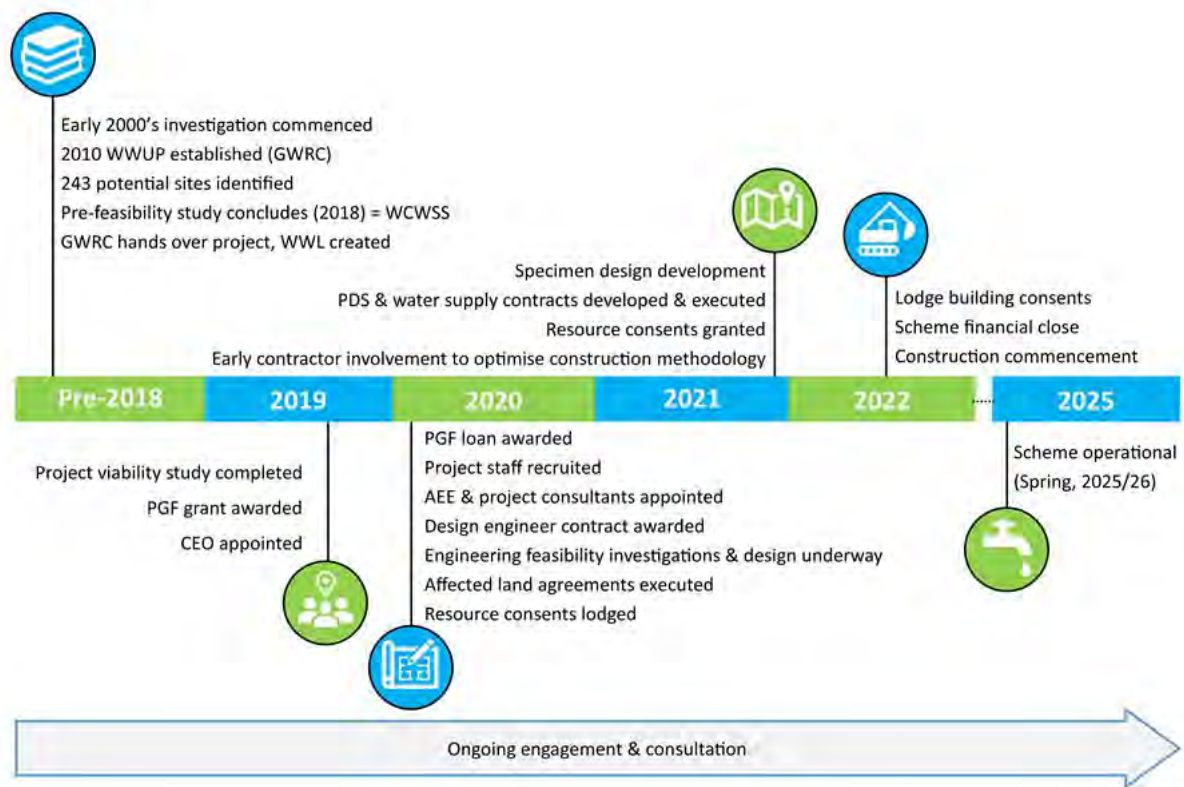 Early 2000's investigation commenced
2010 WWUP established (GWRC)
243 potential sites identified
Pre-feasibility study concludes (2018) = WCWSS
GWRC hands over project, WWL created
Specimen design development
PDS & water supply contracts developed & executed
Resource consents granted
Early contractor involvement to optimise construction methodology
Lodge building consents
Scheme financial close
Construction commencement
Pre-2018
2019
2020
2021
2022
2025
Project viability study completed
PGF grant awarded
CEO appointed
PGF loan awarded
Project staff recruited
AEE & project consultants appointed
Design engineer contract awarded
Engineering feasibility investigations & design underway
Affected land agreements executed
Resource consents lodged
Scheme operational
(Spring, 2025/26)
Ongoing engagement & consultation